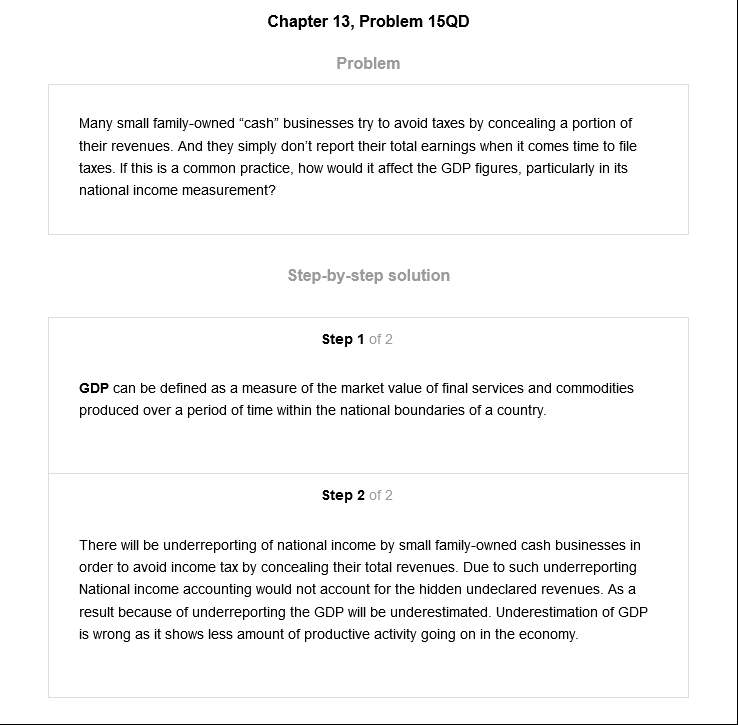 Chapter 13, Problem 15QD
Problem
Many small family-owned “cash” businesses try to avoid taxes by concealing a portion of
their revenues. And they simply don’t report their total earnings when it comes time to file
taxes. If this is a common practice, how would it affect the GDP figures, particularly in its
national income measurement?
Step-by-step solution
Step 1 of 2
GDP can be defined as a measure of the market value of final services and commodities
produced over a period of time within the national boundaries of a country.
Step 2 of 2
There will be underreporting of national income by small family-owned cash businesses in
order to avoid income tax by concealing their total revenues. Due to such underreporting
National income accounting would not account for the hidden undeclared revenues. As a
result because of underreporting the GDP will be underestimated. Underestimation of GDP
is wrong as it shows less amount of productive activity going on in the economy.